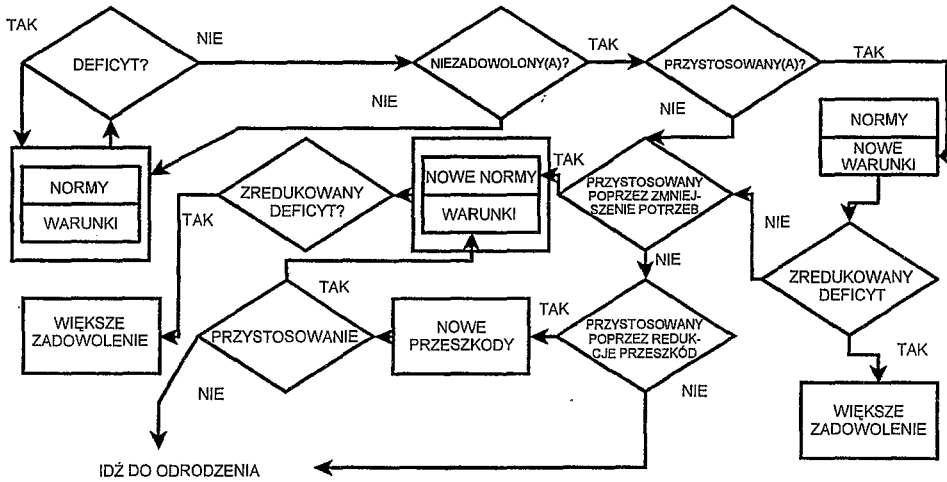 TAK
DEFICYT?
NIE
NIEZADOWOLONY(A)?
TAK
PRZYSTOSOWANY(A)?
TAK
NIE
NIE
NORMY
NOWE
WARUNKI
NORMY
WARUNKI
ZREDUKOWANY
DEFICYT?
TAK
NOWE NORMY
WARUNKI
TAK
PRZYSTOSOWANY
POPRZEZ ZMNIEJ-
SZENIE POTRZEB
NIE
NIE
ZREDUKOWANY
DEFICYT
TAK
WIĘKSZE
ZADOWOLENIE
PRZYSTOSOWANIE
TAK
NOWE
PRZESZKODY
TAK
PRZYSTOSOWANY
POPRZEZ REDUK-
CJE PRZESZKÓD
NIE
NIE
WIĘKSZE
ZADOWOLENIE
IDŹ DO ODRODZENIA